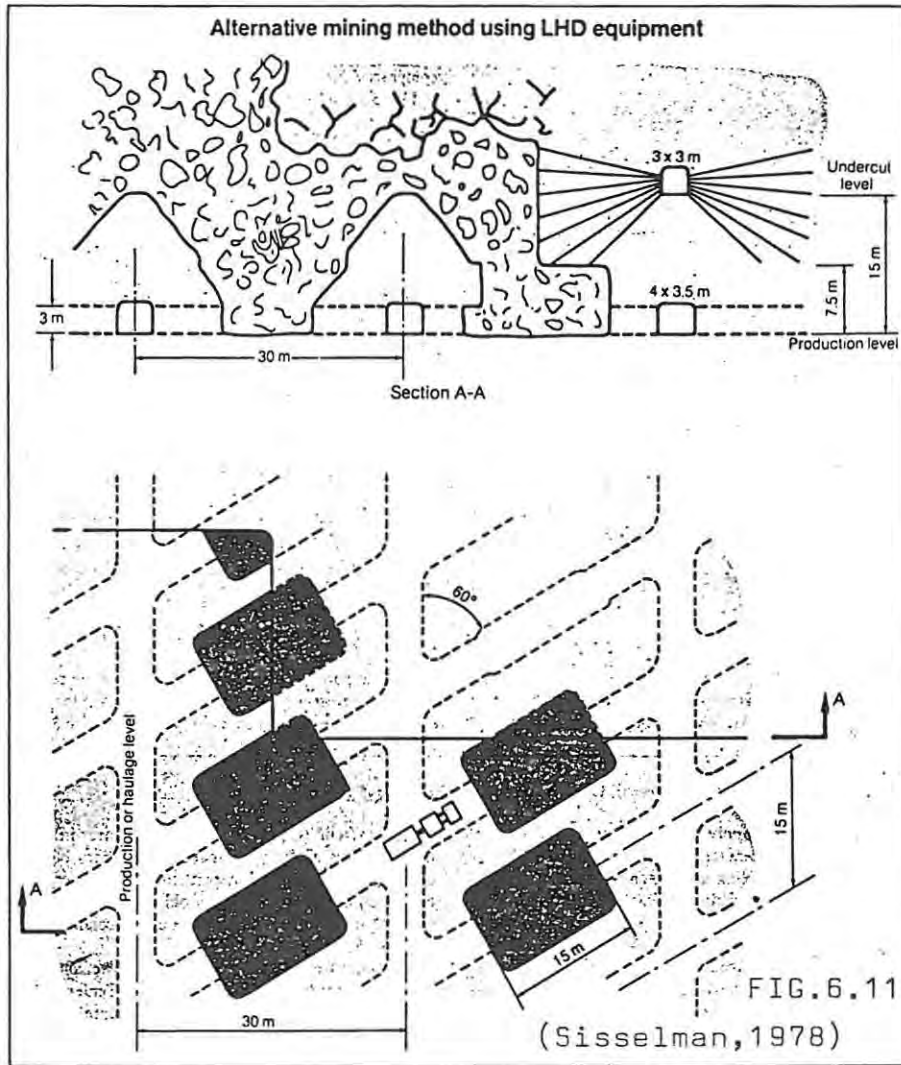 Alternative mining method using LHD equipment
3 x 3 m
Undercul
level
15 m
7.5 m
4 x 3.5 m
3 m
Production level
30 m
Section A-A
60°
Production or haulage level
A
A
15 m
15 m
30 m
FIG.6.11
(Sisselman,1978)